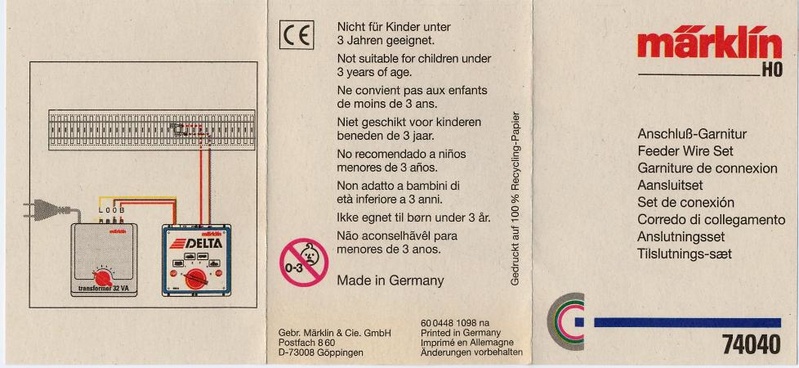 L O O B
märklin
märklin
DELTA
transformer 32 VA
CE
Nicht für Kinder unter
3 Jahren geeignet.
Not suitable for children under
3 years of age.
Ne convient pas aux enfants
de moins de 3 ans.
Niet geschikt voor kinderen
beneden de 3 jaar.
No recomendado a niños
menores de 3 años.
Non adatto a bambini di
età inferiore a 3 anni.
Ikke egnet til børn under 3 år.
Não aconselhávêl para
menores de 3 anos.
0-3
Made in Germany
Gebr. Märklin & Cie. GmbH
Postfach 8 60
D-73008 Göppingen
60 0448 1098 na
Printed in Germany
Imprimé en Allemagne
Änderungen vorbehalten
Gedruckt auf 100 % Recycling-Papier
märklin
HO
Anschluß-Garnitur
Feeder Wire Set
Garniture de connexion
Aansluitset
Set de conexión
Corredo di collegamento
Anslutningsset
Tilslutnings-sæt
74040